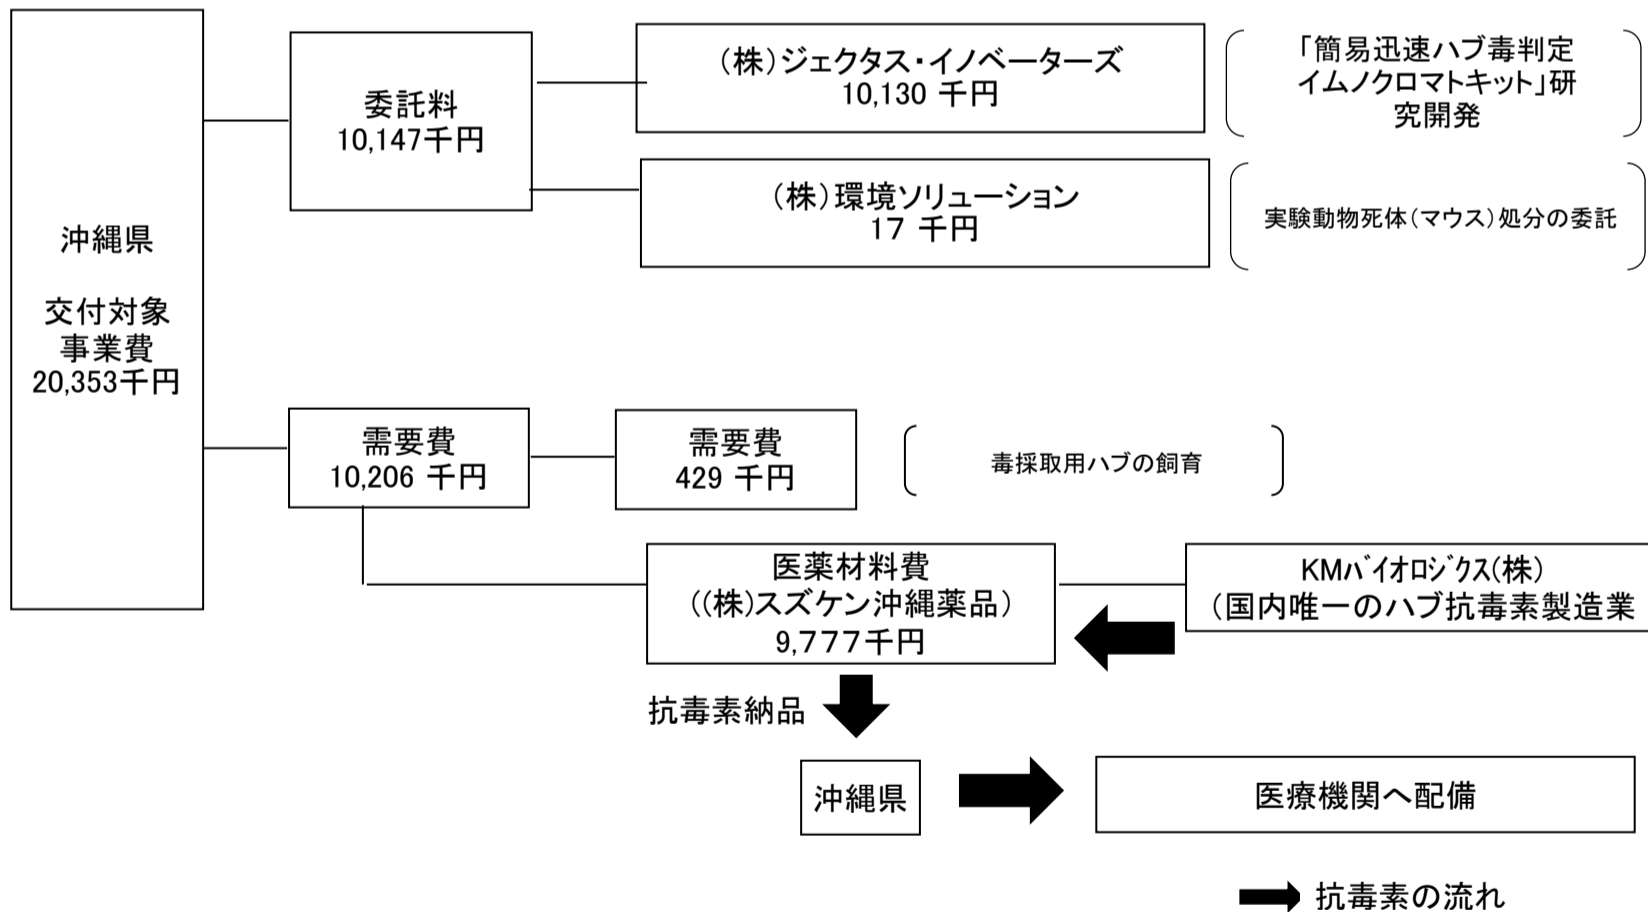 沖縄県
交付対象
事業費
20,353千円
委託料
10,147千円
(株)ジェクタス・イノベーターズ
10,130 千円
「簡易迅速ハブ毒判定
イムノクロマトキット」研
究開発
(株)環境ソリューション
17 千円
実験動物死体(マウス)処分の委託
需要費
10,206 千円
需要費
429 千円
毒採取用ハブの飼育
医薬材料費
((株)スズケン沖縄薬品)
9,777千円
KMバイオロジクス(株)
(国内唯一のハブ抗毒素製造業
抗毒素納品
沖縄県
医療機関へ配備
抗毒素の流れ